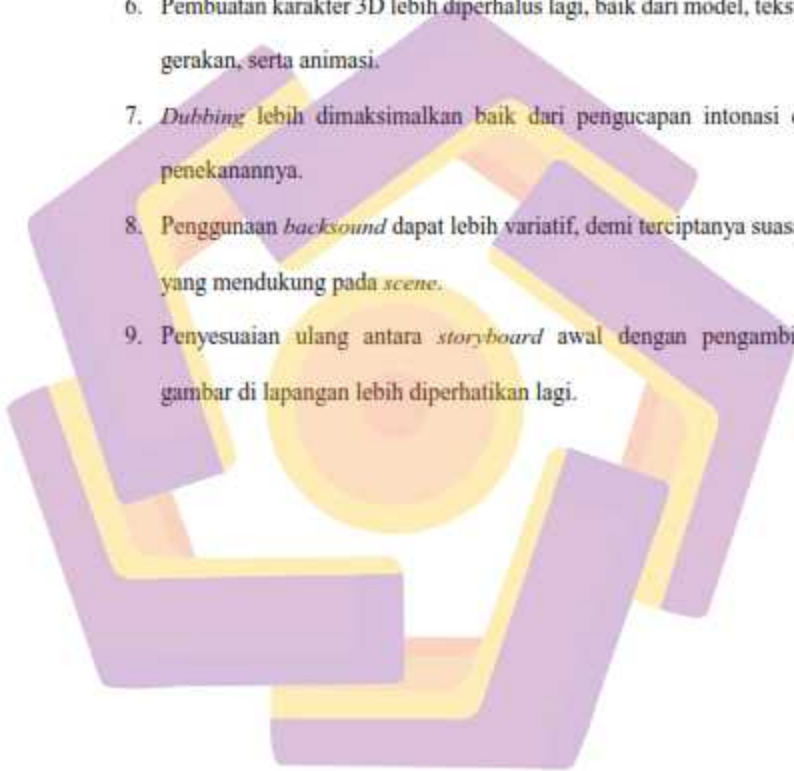 6. Pembuatan karakter 3D lebih diperhalus lagi, baik dari model, teks
gerakan, serta animasi.
7. Dubbing lebih dimaksimalkan baik dari pengucapan intonasi
penekanannya.
8. Penggunaan backsound dapat lebih variatif, demi terciptanya suas
yang mendukung pada scene.
9. Penyesuaian ulang antara storyboard awal dengan pengambi
gambar di lapangan lebih diperhatikan lagi.